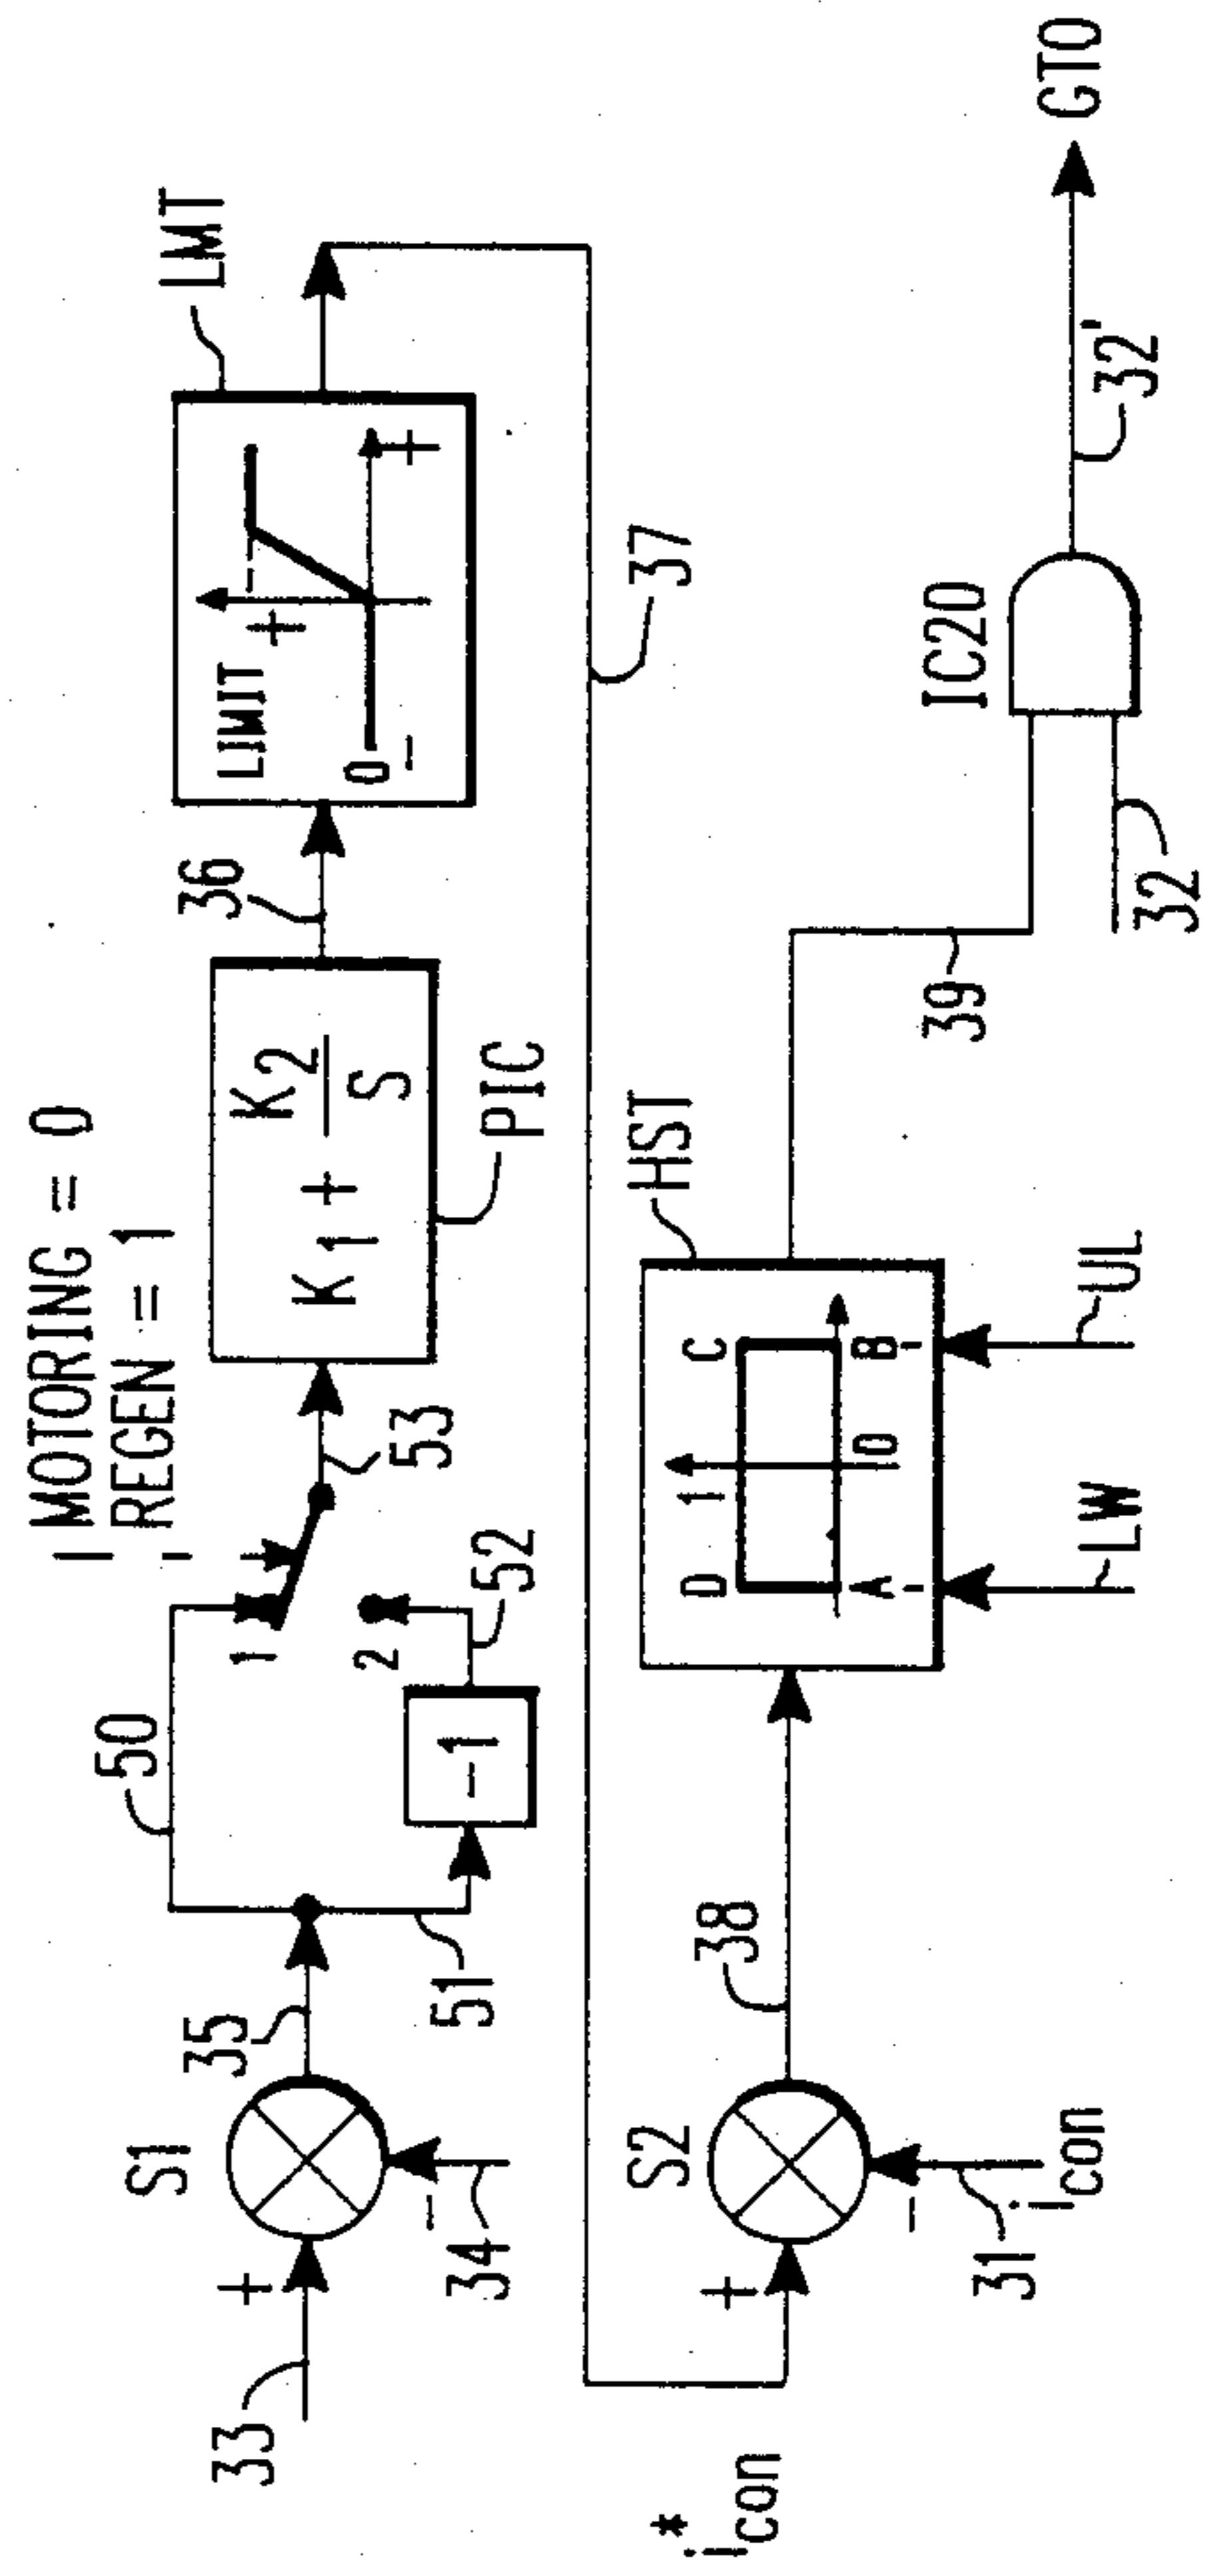 MOTORING = 0
REGEN = 1
50
1
2
52
53
-1
51
S1
+
33
-
34
35
K1 + K2/S
PIC
36
LIMIT
+
0
-
+
LMT
37
i*con
S2
+
-
31
icon
38
HST
D
1
C
A
0
B
LW
UL
39
32
IC20
32'
GTO